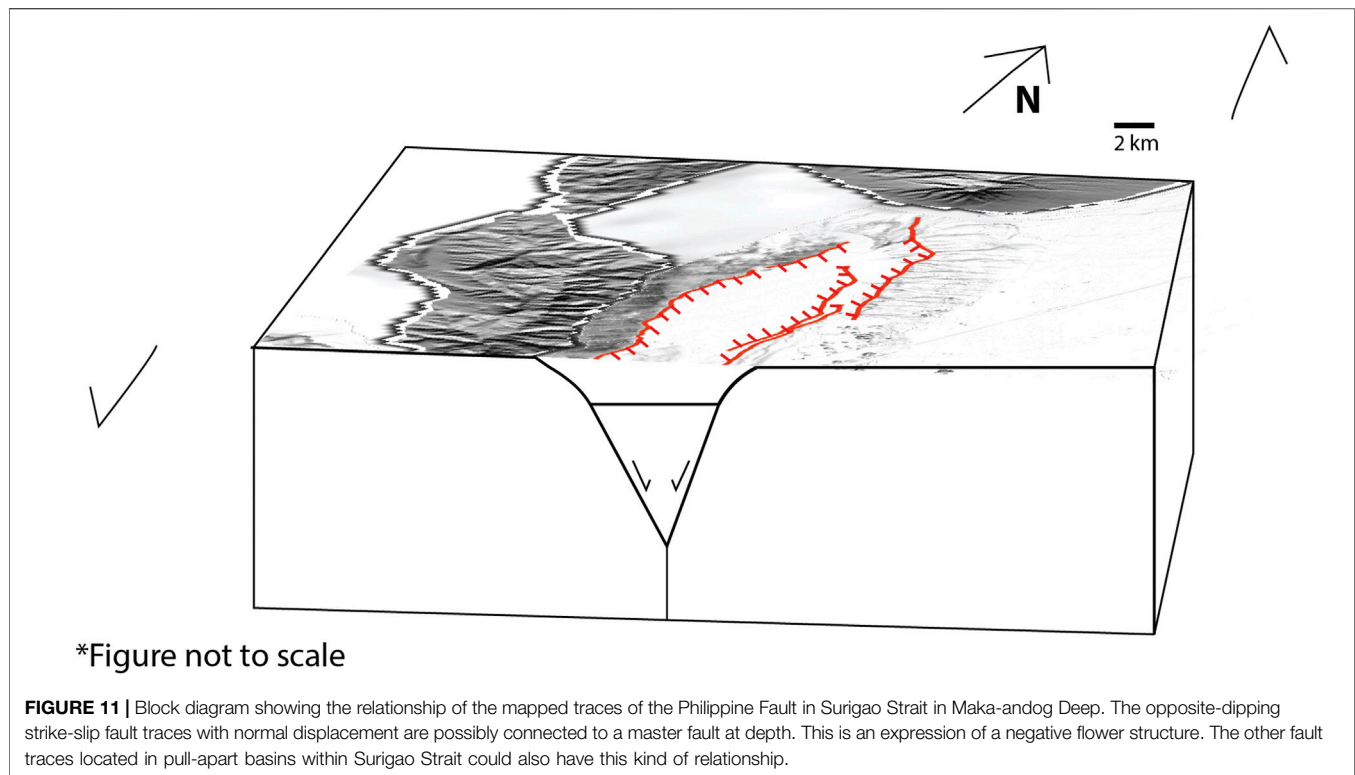 N
2 km
*Figure not to scale
FIGURE 11 | Block diagram showing the relationship of the mapped traces of the Philippine Fault in Surigao Strait in Maka-andog Deep. The opposite-dipping
strike-slip fault traces with normal displacement are possibly connected to a master fault at depth. This is an expression of a negative flower structure. The other fault
traces located in pull-apart basins within Surigao Strait could also have this kind of relationship.